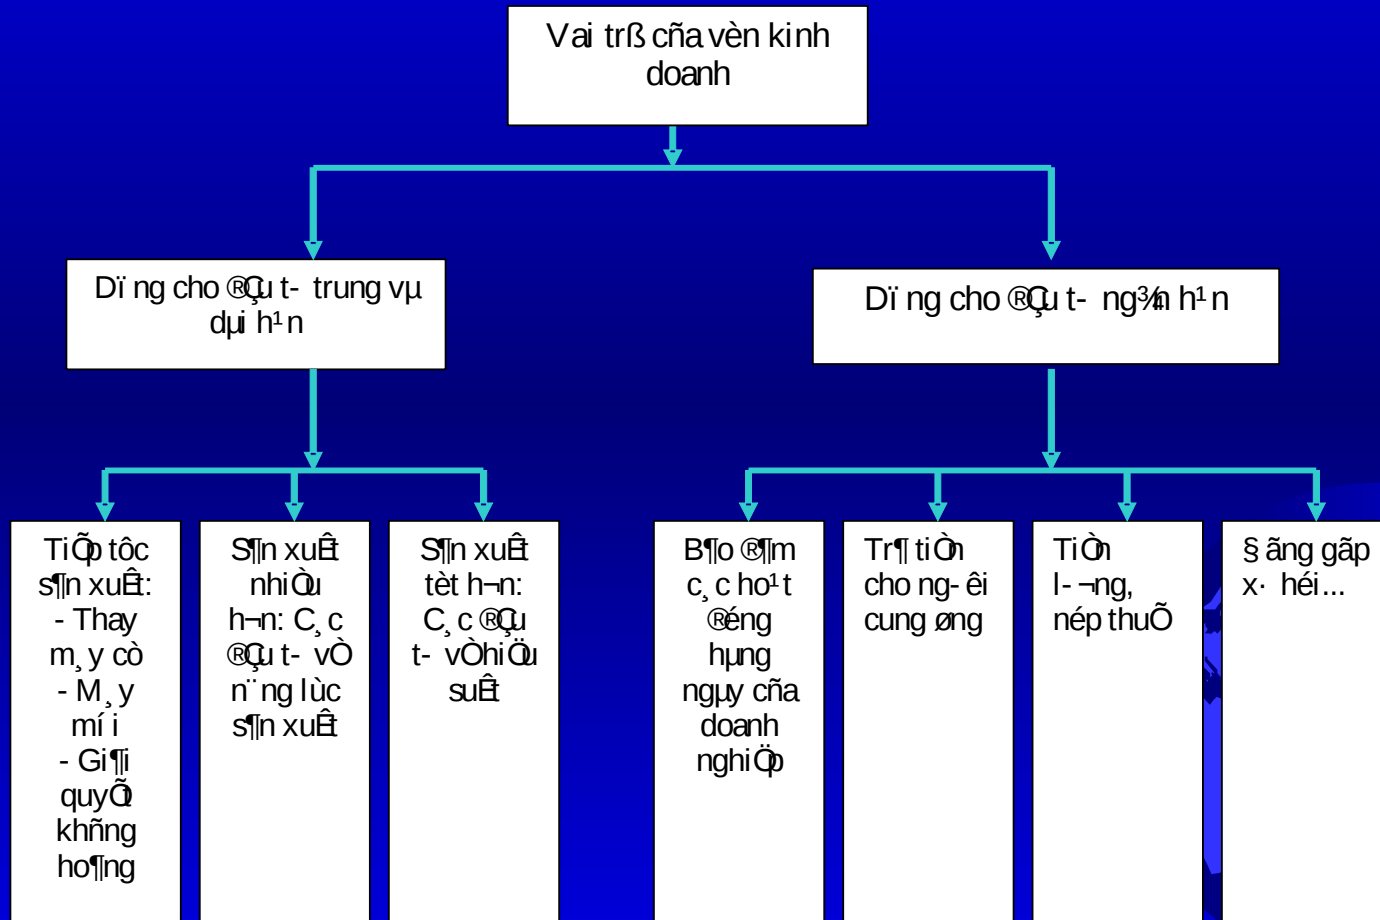 Vai trß cña vèn kinh
doanh
Dï ng cho ®Çu t- trung vµ
dµi h¹n
Dï ng cho ®Çu t- ng¾n h¹n
TiÕp tôc
s¶n xuÊt:
- Thay
m¸y cò
- M¸y
mí i
- Gi¶i
quyÕt
khñng
ho¶ng
S¶n xuÊt
nhiÒu
h¬n: C¸c
®Çu t- vÒ
n¨ng lùc
s¶n xuÊt
S¶n xuÊt
tèt h¬n:
C¸c ®Çu
t- vÒ hiÖu
suÊt
B¶o ®¶m
c¸c ho¹t
®éng
hµng
ngµy cña
doanh
nghiÖp
Tr¶ tiÒn
cho ng-êi
cung øng
TiÒn
l-¬ng,
nép thuÕ
§ãng gãp
x· héi...